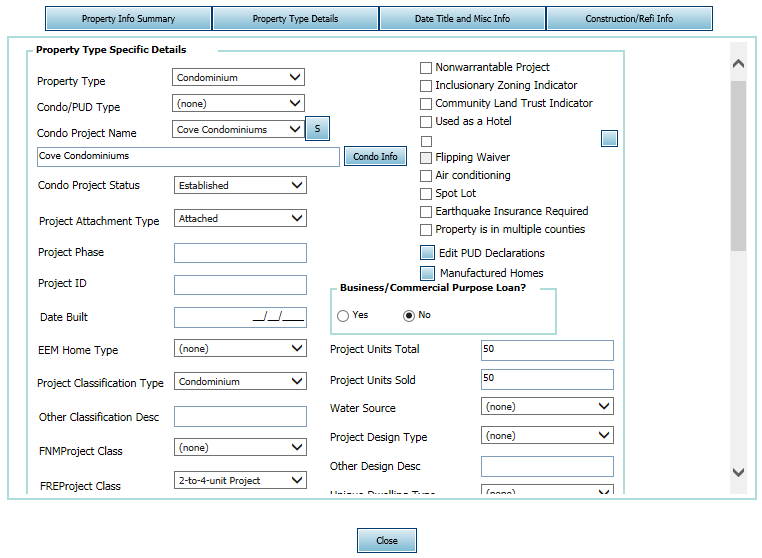 Property Info Summary
Property Type Details
Date Title and Misc Info
Construction/Refi Info
Property Type Specific Details
Property Type
Condominium
Condo/PUD Type
(none)
Condo Project Name
Cove Condominiums
S
Cove Condominiums
Condo Info
Condo Project Status
Established
Project Attachment Type
Attached
Project Phase
Project ID
Date Built
__/__/____
EEM Home Type
(none)
Project Classification Type
Condominium
Other Classification Desc
FNMProject Class
(none)
FREProject Class
2-to-4-unit Project
Nonwarrantable Project
Inclusionary Zoning Indicator
Community Land Trust Indicator
Used as a Hotel
Flipping Waiver
Air conditioning
Spot Lot
Earthquake Insurance Required
Property is in multiple counties
Edit PUD Declarations
Manufactured Homes
Business/Commercial Purpose Loan?
Yes
No
Project Units Total
50
Project Units Sold
50
Water Source
(none)
Project Design Type
(none)
Other Design Desc
Unique Dwelling Type
(none)
Close